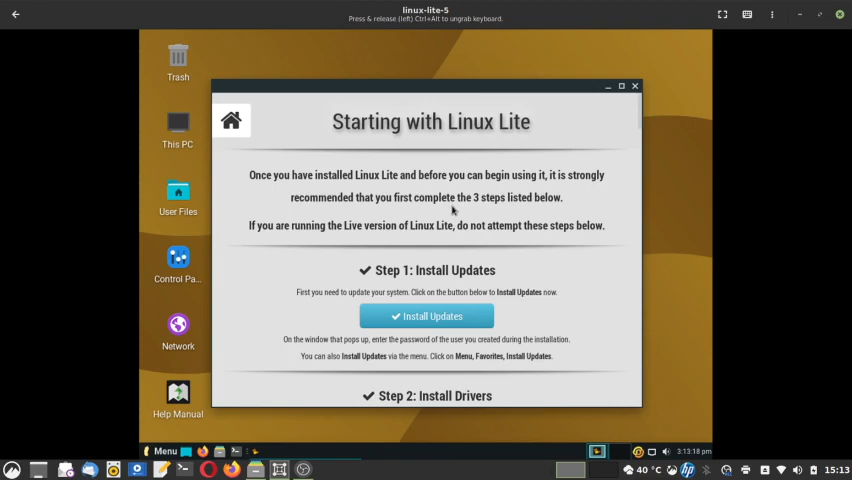 linux-lite-5
Press & release (left) Ctrl+Alt to ungrab keyboard.
Trash
This PC
User Files
Control Pa...
Network
Help Manual
Starting with Linux Lite
Once you have installed Linux Lite and before you can begin using it, it is strongly
recommended that you first complete the 3 steps listed below.
If you are running the Live version of Linux Lite, do not attempt these steps below.
Step 1: Install Updates
First you need to update your system. Click on the button below to Install Updates now.
Install Updates
On the window that pops up, enter the password of the user you created during the installation.
You can also Install Updates via the menu. Click on Menu, Favorites, Install Updates.
Step 2: Install Drivers
Menu
3:13:18 pm
40 °C
hp
15:13